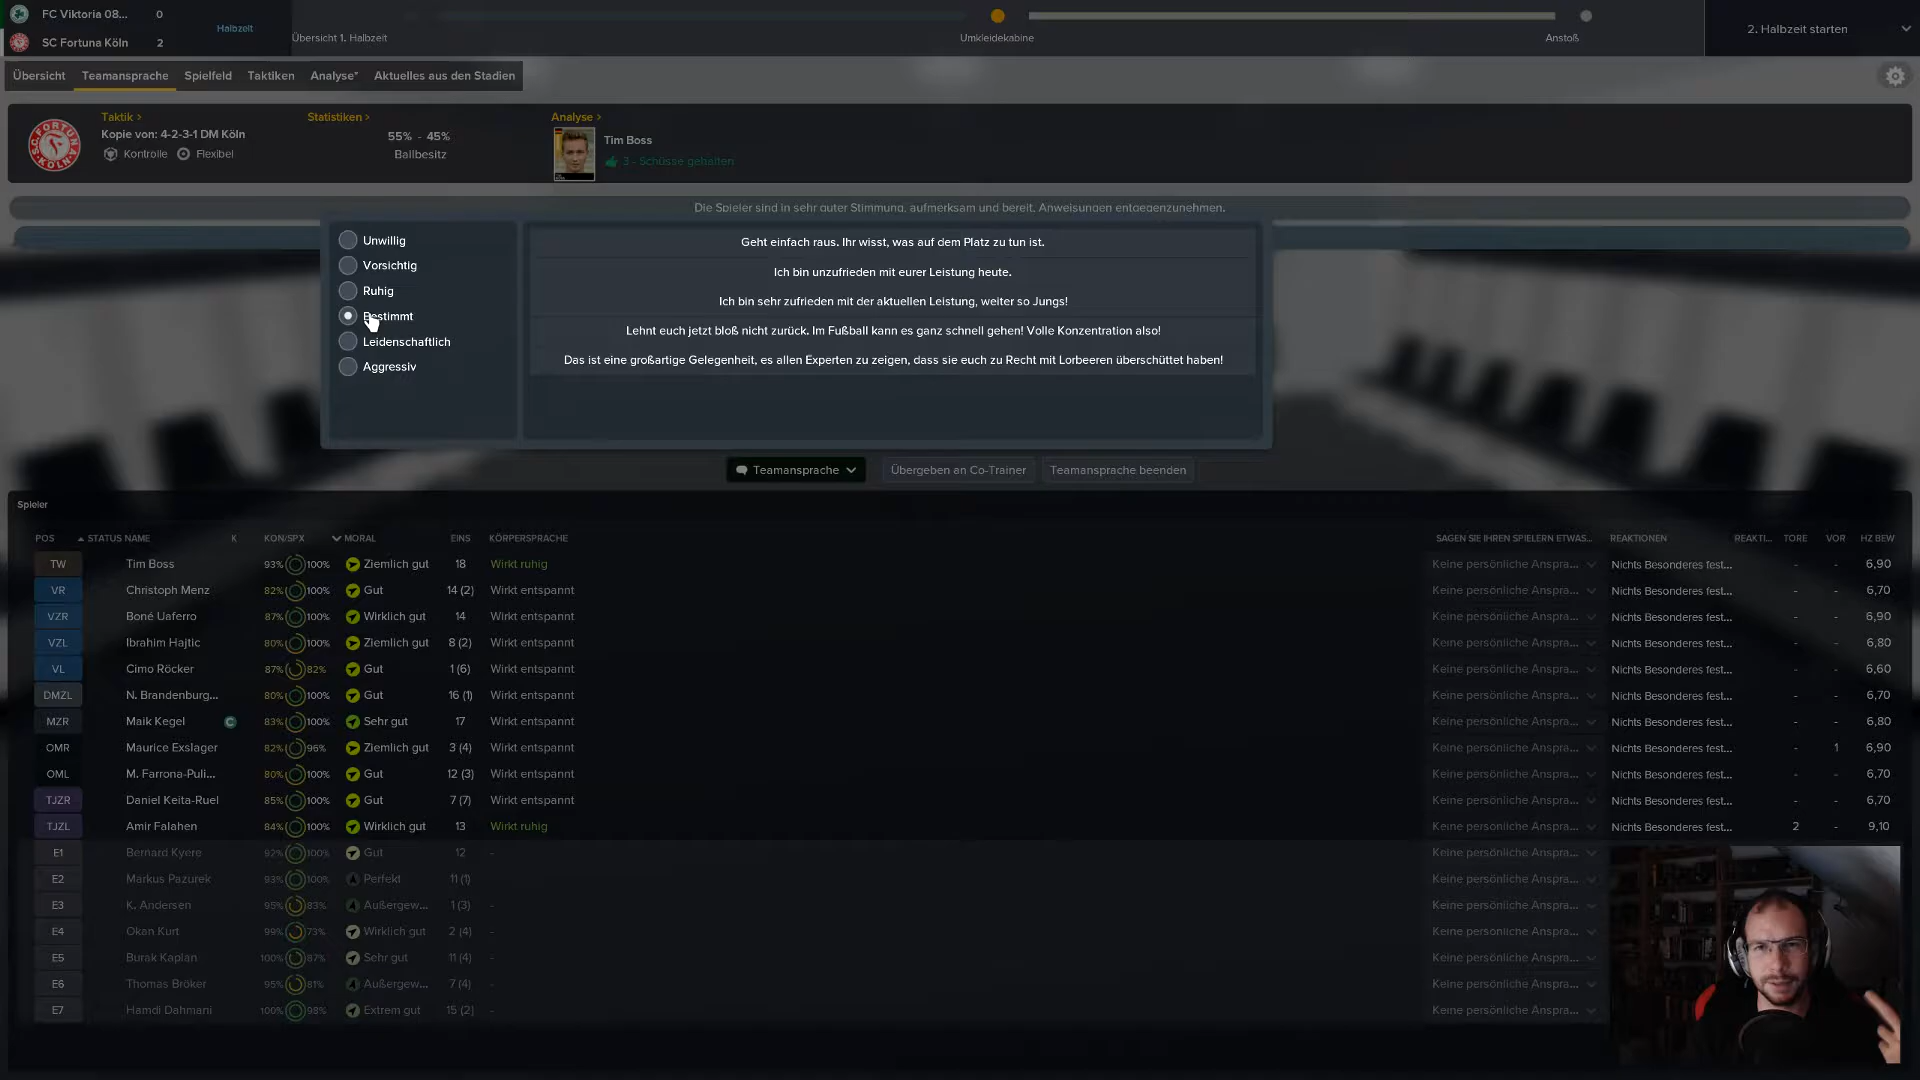 FC Viktoria 08... 0
SC Fortuna Köln 2
Halbzeit
Übersicht 1. Halbzeit
Umkleidekabine
Anstoß
2. Halbzeit starten
Übersicht Teamansprache Spielfeld Taktiken Analyse* Aktuelles aus den Stadien
Taktik >
Kopie von: 4-2-3-1 DM Köln
Kontrolle Flexibel
Statistiken >
55% - 45%
Ballbesitz
Analyse >
Tim Boss
3 - Schüsse gehalten
S.C. FORTUNA KÖLN
Die Spieler sind in sehr guter Stimmung, aufmerksam und bereit, Anweisungen entgegenzunehmen.
Unwillig
Vorsichtig
Ruhig
Bestimmt
Leidenschaftlich
Aggressiv
Geht einfach raus. Ihr wisst, was auf dem Platz zu tun ist.
Ich bin unzufrieden mit eurer Leistung heute.
Ich bin sehr zufrieden mit der aktuellen Leistung, weiter so Jungs!
Lehnt euch jetzt bloß nicht zurück. Im Fußball kann es ganz schnell gehen! Volle Konzentration also!
Das ist eine großartige Gelegenheit, es allen Experten zu zeigen, dass sie euch zu Recht mit Lorbeeren überschüttet haben!
Teamansprache Übergeben an Co-Trainer Teamansprache beenden
Spieler
POS STATUS NAME K KON/SPX MORAL EINS KÖRPERSPRACHE SAGEN SIE IHREN SPIELERN ETWAS... REAKTIONEN REAKTI... TORE VOR HZ BEW
TW Tim Boss 93% 100% Ziemlich gut 18 Wirkt ruhig Keine persönliche Anspra... Nichts Besonderes fest... - - 6,90
VR Christoph Menz 82% 100% Gut 14 (2) Wirkt entspannt Keine persönliche Anspra... Nichts Besonderes fest... - - 6,70
VZR Boné Uaferro 87% 100% Wirklich gut 14 Wirkt entspannt Keine persönliche Anspra... Nichts Besonderes fest... - - 6,90
VZL Ibrahim Hajtic 80% 100% Ziemlich gut 8 (2) Wirkt entspannt Keine persönliche Anspra... Nichts Besonderes fest... - - 6,80
VL Cimo Röcker 87% 82% Gut 1 (6) Wirkt entspannt Keine persönliche Anspra... Nichts Besonderes fest... - - 6,60
DMZL N. Brandenburg... 80% 100% Gut 16 (1) Wirkt entspannt Keine persönliche Anspra... Nichts Besonderes fest... - - 6,70
MZR Maik Kegel C 83% 100% Sehr gut 17 Wirkt entspannt Keine persönliche Anspra... Nichts Besonderes fest... - - 6,80
OMR Maurice Exslager 82% 96% Ziemlich gut 3 (4) Wirkt entspannt Keine persönliche Anspra... Nichts Besonderes fest... - 1 6,90
OML M. Farrona-Puli... 80% 100% Gut 12 (3) Wirkt entspannt Keine persönliche Anspra... Nichts Besonderes fest... - - 6,70
TJZR Daniel Keita-Ruel 85% 100% Gut 7 (7) Wirkt entspannt Keine persönliche Anspra... Nichts Besonderes fest... - - 6,70
TJZL Amir Falahen 84% 100% Wirklich gut 13 Wirkt ruhig Keine persönliche Anspra... Nichts Besonderes fest... 2 - 9,10
E1 Bernard Kyere 92% 100% Gut 12 - Keine persönliche Anspra...
E2 Markus Pazurek 93% 100% Perfekt 11 (1) - Keine persönliche Anspra...
E3 K. Andersen 95% 83% Außergew... 1 (3) - Keine persönliche Anspra...
E4 Okan Kurt 99% 73% Wirklich gut 2 (4) - Keine persönliche Anspra...
E5 Burak Kaplan 100% 87% Sehr gut 11 (4) - Keine persönliche Anspra...
E6 Thomas Bröker 95% 81% Außergew... 7 (4) - Keine persönliche Anspra...
E7 Hamdi Dahmani 100% 98% Extrem gut 15 (2) - Keine persönliche Anspra...